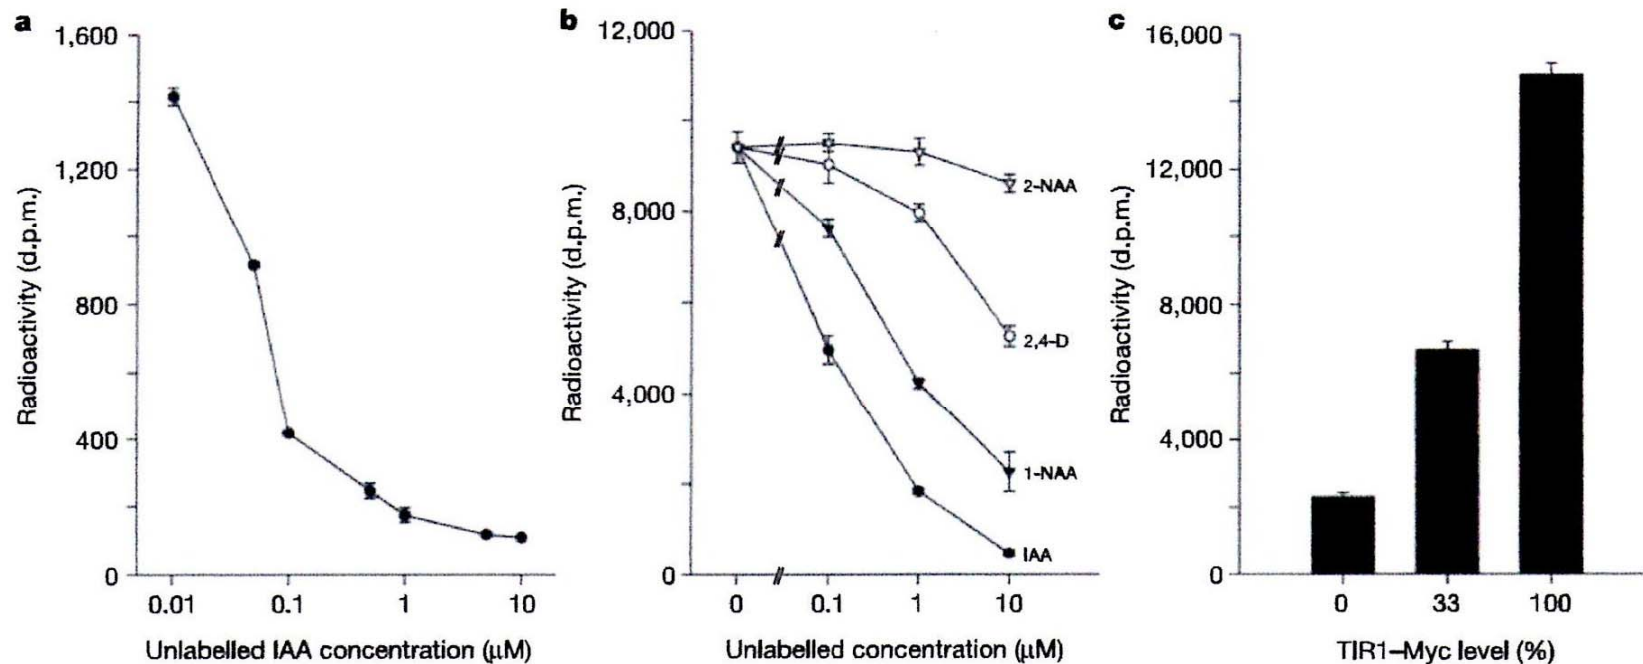 a
1,600
1,200
800
400
0
0.01 0.1 1 10
Radioactivity (d.p.m.)
Unlabelled IAA concentration (μM)
b
12,000
8,000
4,000
0
0 0.1 1 10
Radioactivity (d.p.m.)
Unlabelled concentration (μM)
2-NAA
2,4-D
1-NAA
IAA
c
16,000
12,000
8,000
4,000
0
0 33 100
Radioactivity (d.p.m.)
TIR1–Myc level (%)